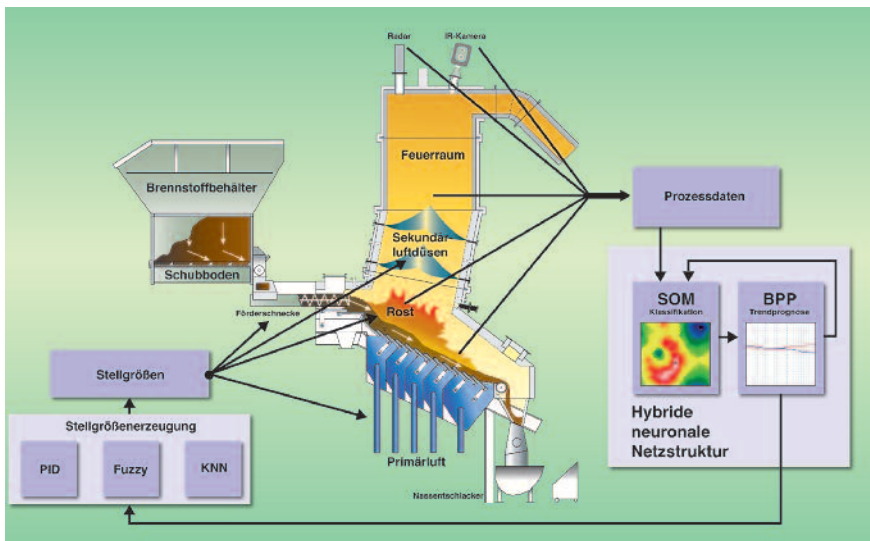 Radar
IR-Kamera
Feuerraum
Brennstoffbehälter
Prozessdaten
Sekundär-
luftdüsen
Schubboden
SOM
Klassifikation
BPP
Trendprognose
Rost
Förderschnecke
Stellgrößen
Hybride
neuronale
Netzstruktur
Stellgrößenerzeugung
PID
Fuzzy
KNN
Primärluft
Nassentschlacker